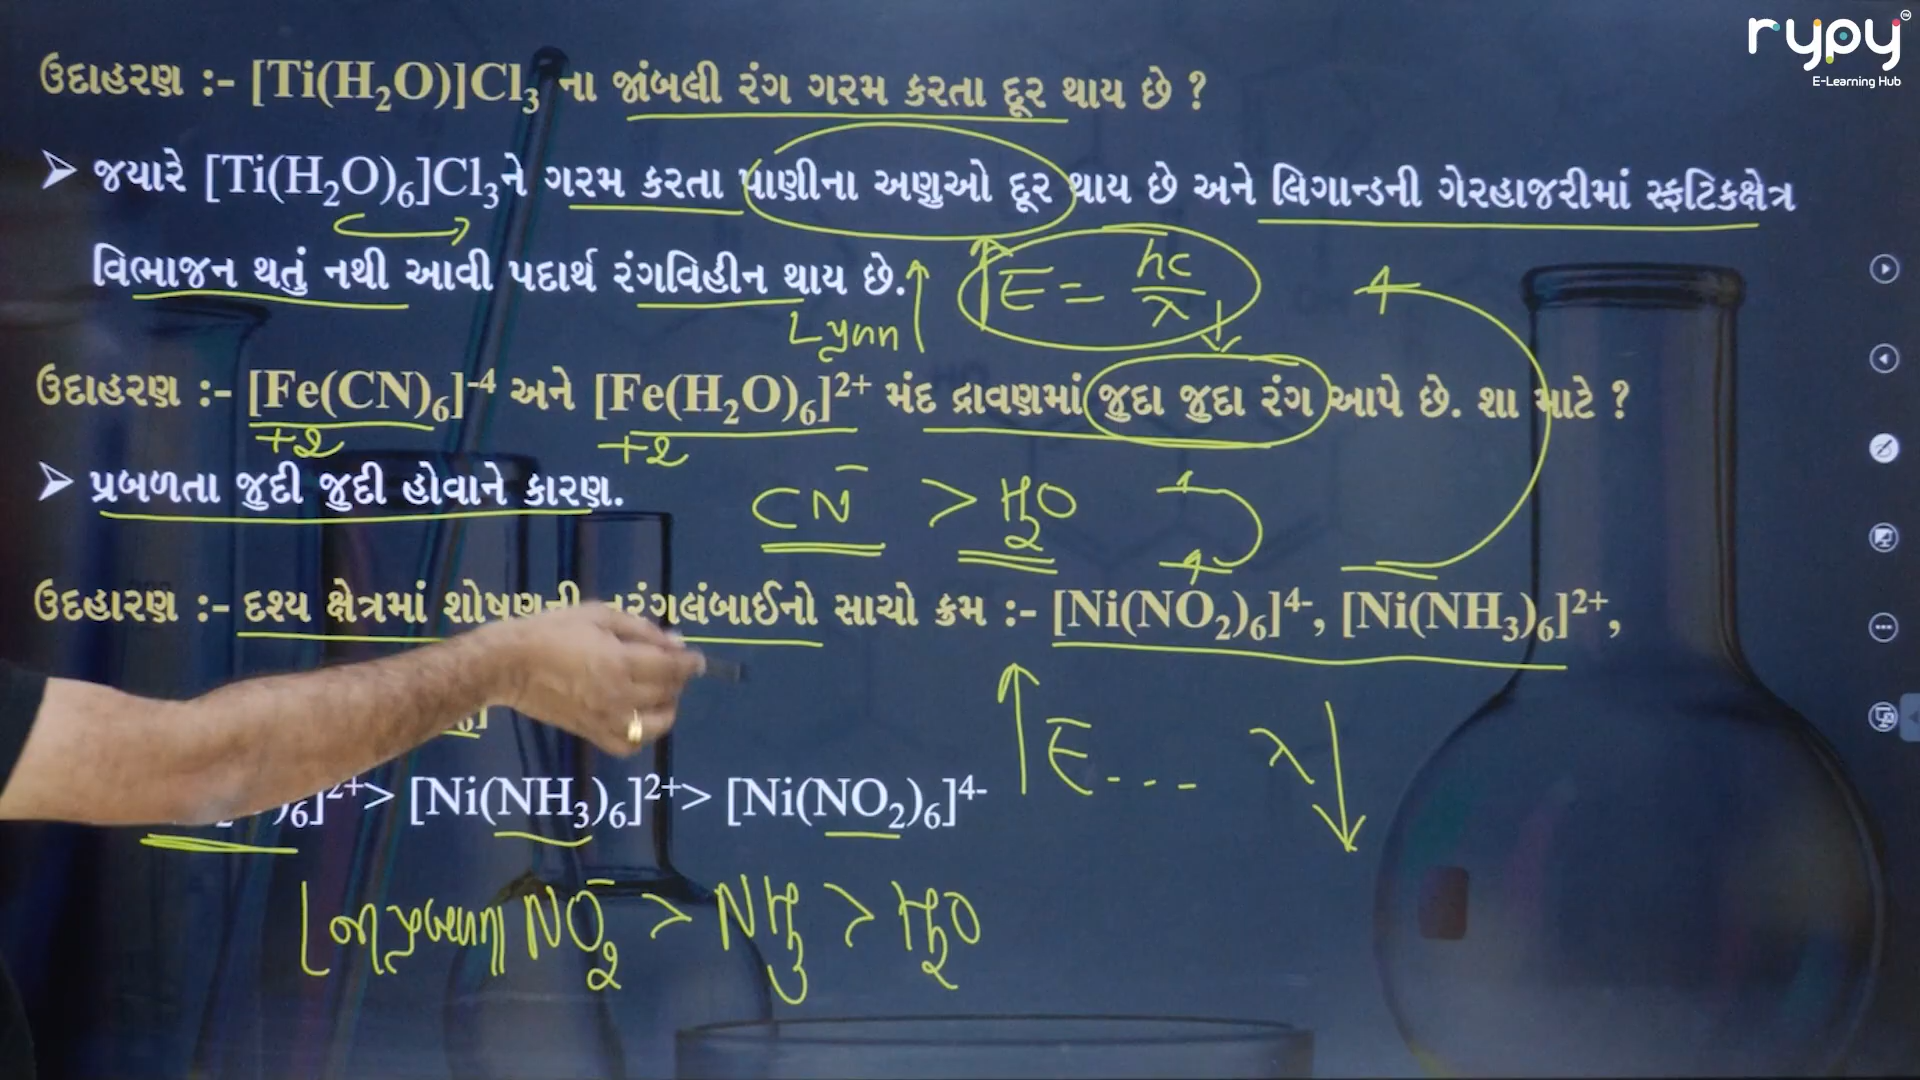 rypy™
E-Learning Hub
ઉદાહરણ :- [Ti(H₂O)]Cl₃ ના જાંબલી રંગ ગરમ કરતા દૂર થાય છે ?
➤ જયારે [Ti(H₂O)₆]Cl₃ને ગરમ કરતા પાણીના અણુઓ દૂર થાય છે અને લિગાન્ડની ગેરહાજરીમાં સ્ફટિકક્ષેત્ર
વિભાજન થતું નથી આવી પદાર્થ રંગવિહીન થાય છે.
E = hc/λ
ઉદાહરણ :- [Fe(CN)₆]⁻⁴ અને [Fe(H₂O)₆]²⁺ મંદ દ્રાવણમાં જુદા જુદા રંગ આપે છે. શા માટે ?
+2 +2
➤ પ્રબળતા જુદી જુદી હોવાને કારણ.
CN⁻ > H₂O
ઉદહારણ :- દશ્ય ક્ષેત્રમાં શોષણની તરંગલંબાઈનો સાચો ક્રમ :- [Ni(NO₂)₆]⁴⁻, [Ni(NH₃)₆]²⁺,
E... λ
)₆]²⁺> [Ni(NH₃)₆]²⁺> [Ni(NO₂)₆]⁴⁻
NO₂⁻ > NH₃ > H₂O